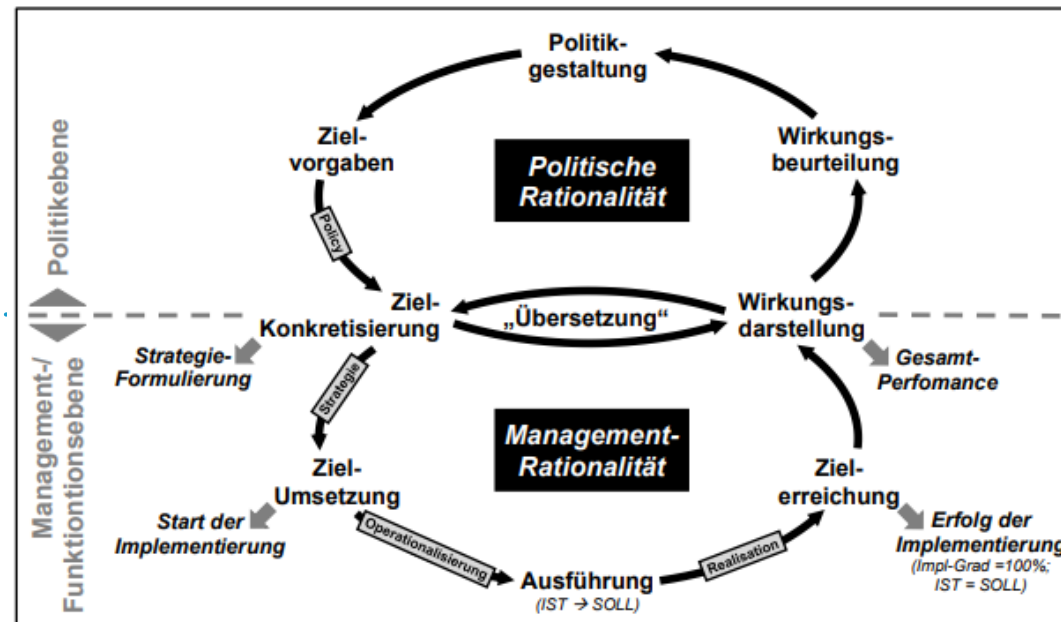 Politik-
gestaltung
Ziel-
vorgaben
Politische
Rationalität
Wirkungs-
beurteilung
Policy
Politikebene
Ziel-
Konkretisierung
„Übersetzung“
Wirkungs-
darstellung
Strategie-
Formulierung
Gesamt-
Perfomance
Strategie
Management-/
Funktiontionsebene
Management-
Rationalität
Ziel-
Umsetzung
Ziel-
erreichung
Start der
Implementierung
Operationalisierung
Realisation
Erfolg der
Implementierung
(Impl-Grad =100%;
IST = SOLL)
Ausführung
(IST → SOLL)